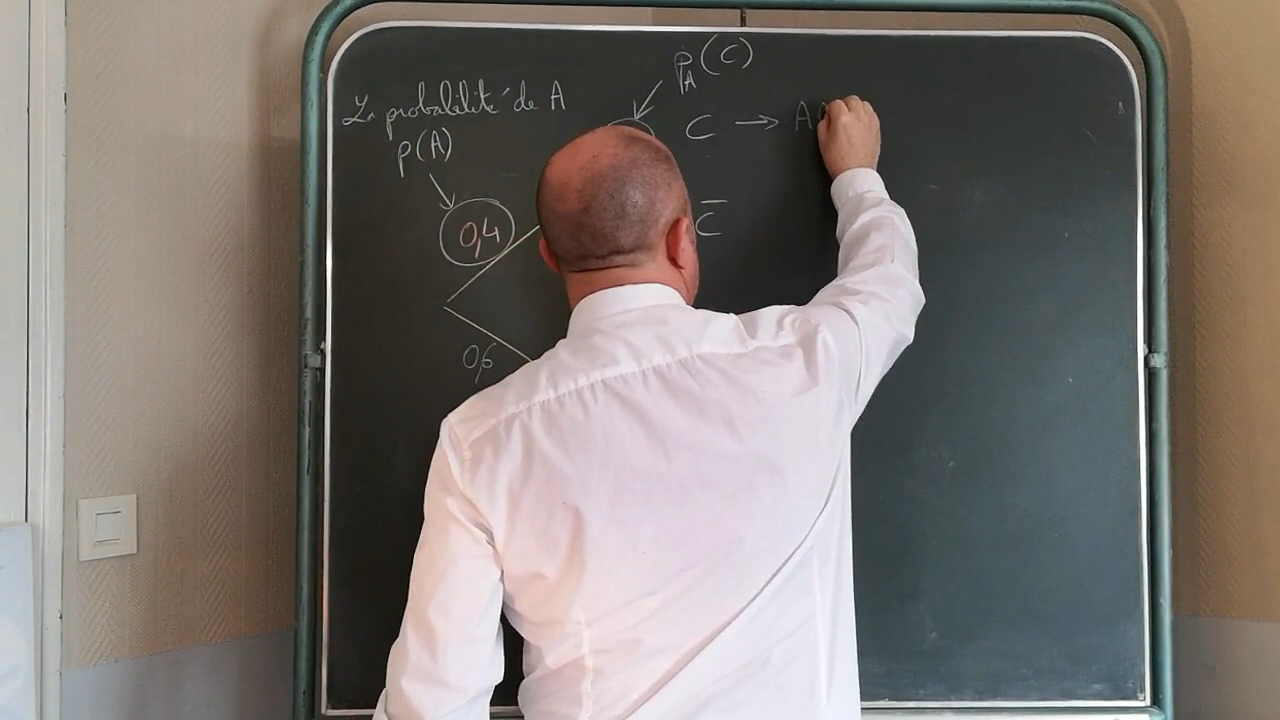 p_A(C)
La probabilité de A
p(A)
C → A
C̅
0,4
0,6